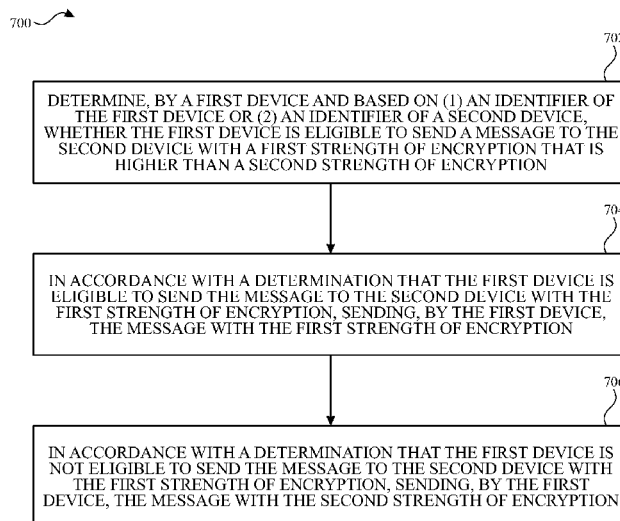 700
702
DETERMINE, BY A FIRST DEVICE AND BASED ON (1) AN IDENTIFIER OF
THE FIRST DEVICE OR (2) AN IDENTIFIER OF A SECOND DEVICE,
WHETHER THE FIRST DEVICE IS ELIGIBLE TO SEND A MESSAGE TO THE
SECOND DEVICE WITH A FIRST STRENGTH OF ENCRYPTION THAT IS
HIGHER THAN A SECOND STRENGTH OF ENCRYPTION
704
IN ACCORDANCE WITH A DETERMINATION THAT THE FIRST DEVICE IS
ELIGIBLE TO SEND THE MESSAGE TO THE SECOND DEVICE WITH THE
FIRST STRENGTH OF ENCRYPTION, SENDING, BY THE FIRST DEVICE,
THE MESSAGE WITH THE FIRST STRENGTH OF ENCRYPTION
706
IN ACCORDANCE WITH A DETERMINATION THAT THE FIRST DEVICE IS
NOT ELIGIBLE TO SEND THE MESSAGE TO THE SECOND DEVICE WITH
THE FIRST STRENGTH OF ENCRYPTION, SENDING, BY THE FIRST
DEVICE, THE MESSAGE WITH THE SECOND STRENGTH OF ENCRYPTION